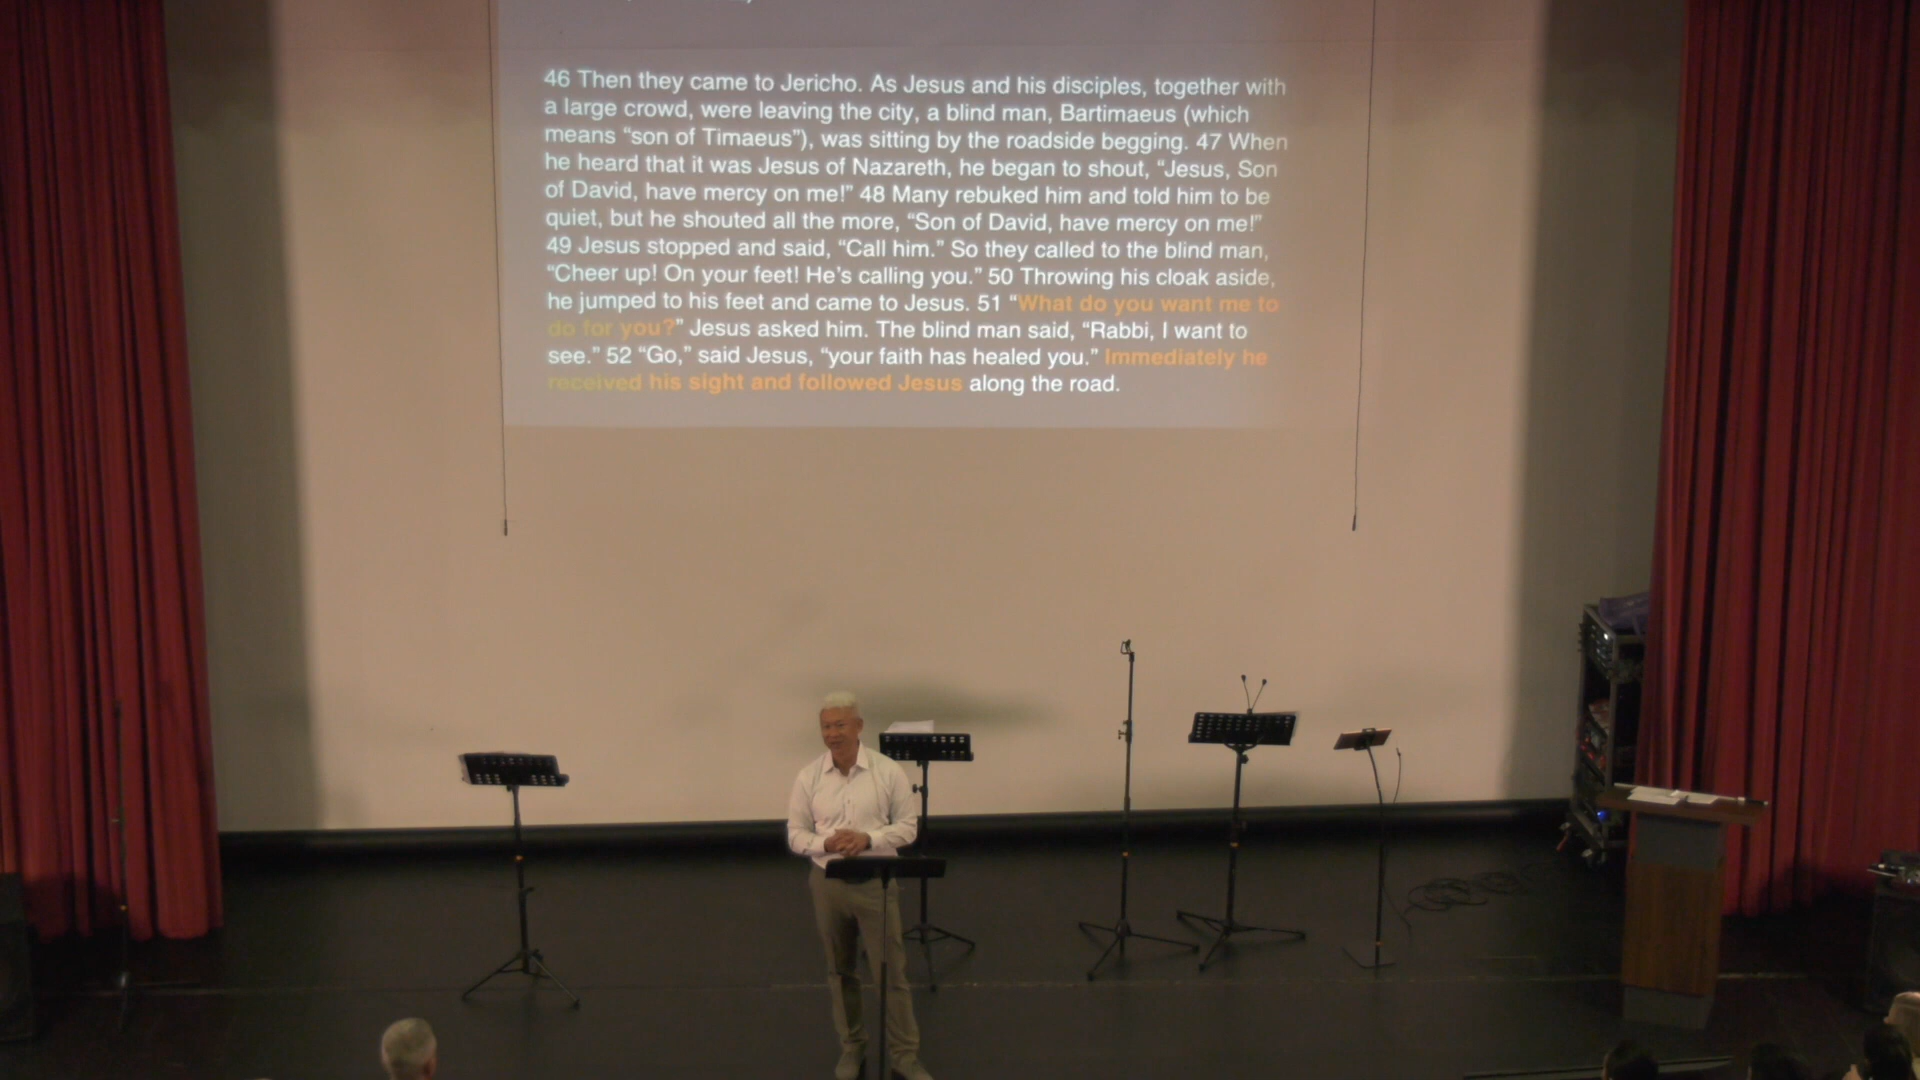 46 Then they came to Jericho. As Jesus and his disciples, together with
a large crowd, were leaving the city, a blind man, Bartimaeus (which
means “son of Timaeus”), was sitting by the roadside begging. 47 When
he heard that it was Jesus of Nazareth, he began to shout, “Jesus, Son
of David, have mercy on me!” 48 Many rebuked him and told him to be
quiet, but he shouted all the more, “Son of David, have mercy on me!”
49 Jesus stopped and said, “Call him.” So they called to the blind man,
“Cheer up! On your feet! He’s calling you.” 50 Throwing his cloak aside,
he jumped to his feet and came to Jesus. 51 “What do you want me to
do for you?” Jesus asked him. The blind man said, “Rabbi, I want to
see.” 52 “Go,” said Jesus, “your faith has healed you.” Immediately he
received his sight and followed Jesus along the road.